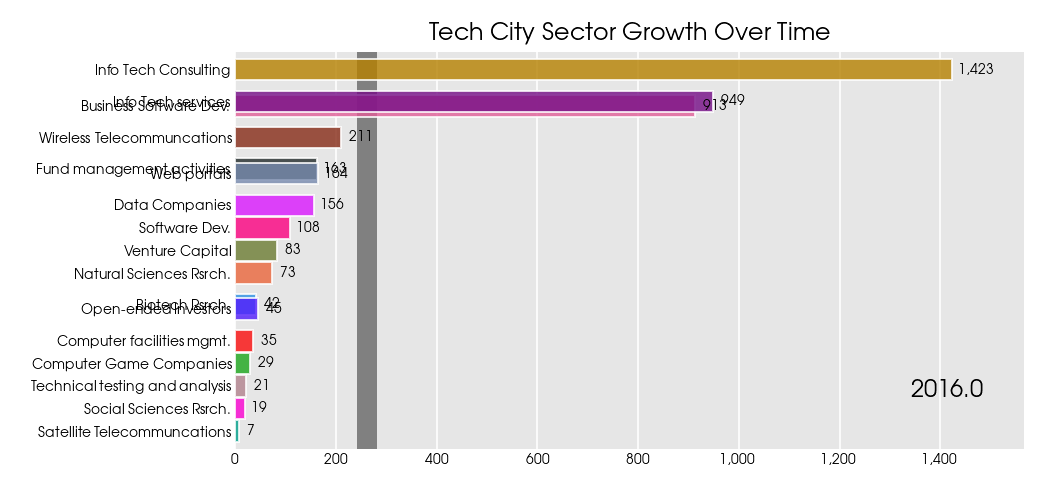 Tech City Sector Growth Over Time
Info Tech Consulting 1,423
Info Tech services 949
Business Software Dev. 913
Wireless Telecommuncations 211
Fund management activities 163
Web portals 164
Data Companies 156
Software Dev. 108
Venture Capital 83
Natural Sciences Rsrch. 73
Biotech Rsrch. 42
Open-ended investors
Computer facilities mgmt. 35
Computer Game Companies 29
Technical testing and analysis 21
2016.0
Social Sciences Rsrch. 19
Satellite Telecommuncations 7
0 200 400 600 800 1,000 1,200 1,400